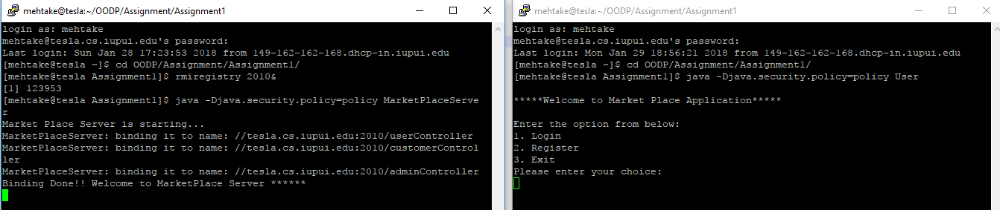 mehtake@tesla:~/OODP/Assignment/Assignment1
login as: mehtake
mehtake@tesla.cs.iupui.edu's password:
Last login: Sun Jan 28 17:23:53 2018 from 149-162-162-168.dhcp-in.iupui.edu
[mehtake@tesla ~]$ cd OODP/Assignment/Assignment1/
[mehtake@tesla Assignment1]$ rmiregistry 2010&
[1] 123953
[mehtake@tesla Assignment1]$ java -Djava.security.policy=policy MarketPlaceServe
r
Market Place Server is starting...
MarketPlaceServer: binding it to name: //tesla.cs.iupui.edu:2010/userController
MarketPlaceServer: binding it to name: //tesla.cs.iupui.edu:2010/customerControl
ler
MarketPlaceServer: binding it to name: //tesla.cs.iupui.edu:2010/adminController
Binding Done!! Welcome to MarketPlace Server ******
mehtake@tesla:~/OODP/Assignment/Assignment1
login as: mehtake
mehtake@tesla.cs.iupui.edu's password:
Last login: Mon Jan 29 18:56:21 2018 from 149-162-162-168.dhcp-in.iupui.edu
[mehtake@tesla ~]$ cd OODP/Assignment/Assignment1/
[mehtake@tesla Assignment1]$ java -Djava.security.policy=policy User
*****Welcome to Market Place Application*****
Enter the option from below:
1. Login
2. Register
3. Exit
Please enter your choice: